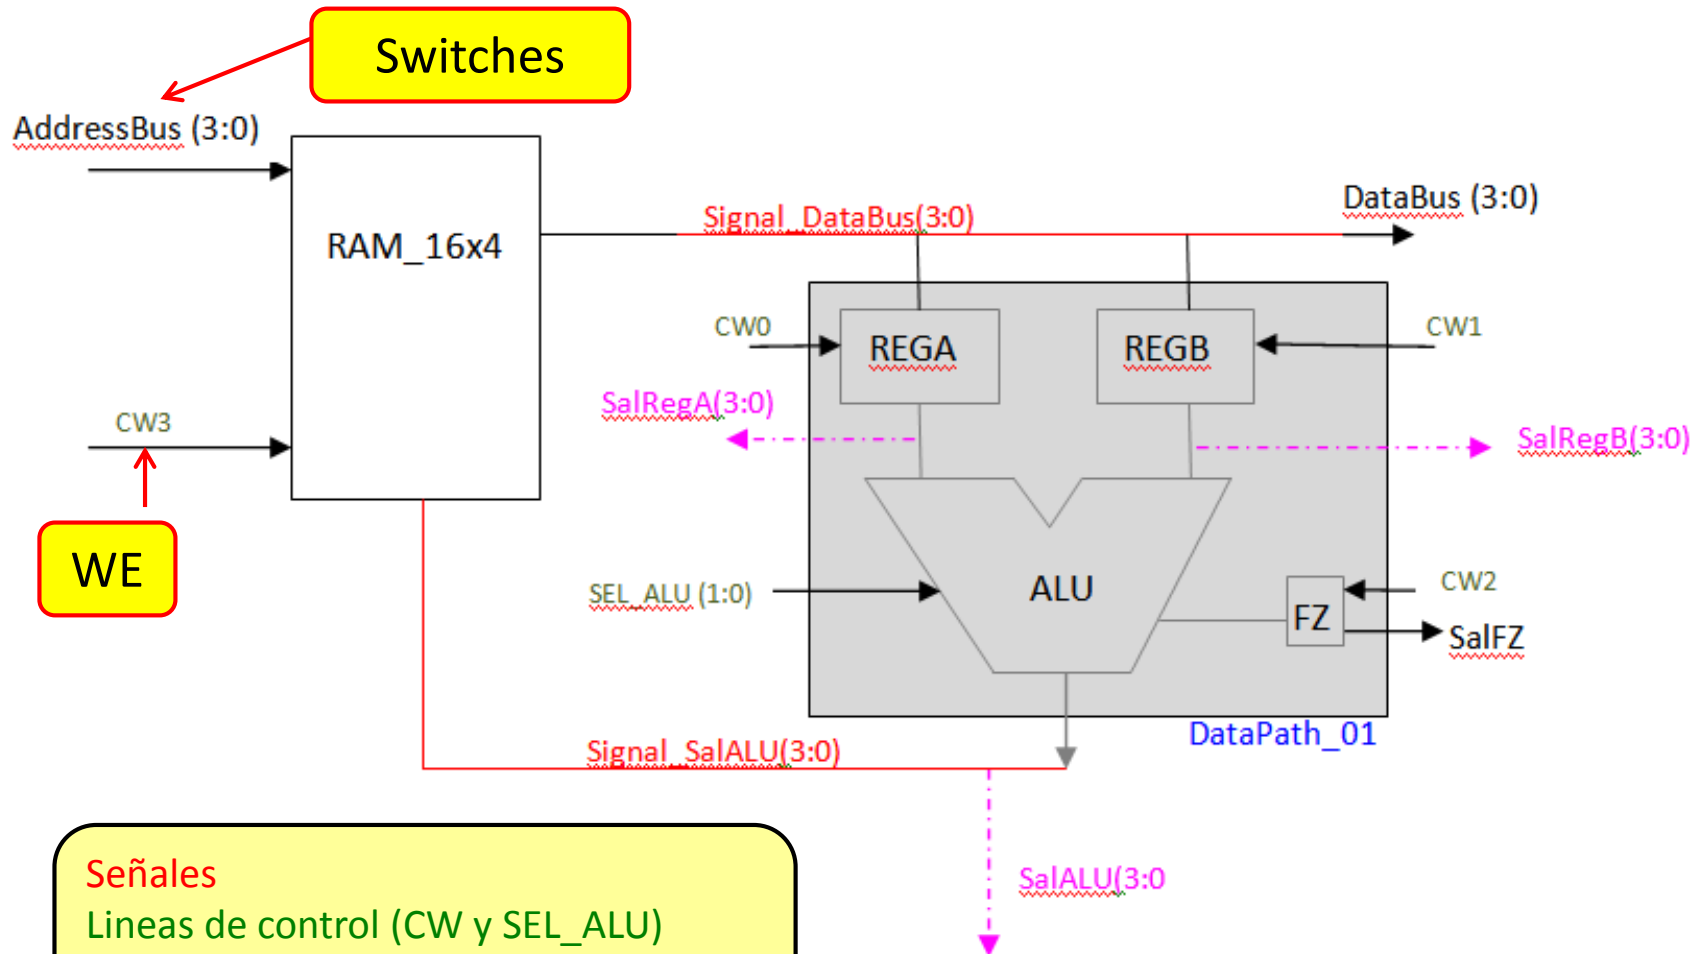 Switches
AddressBus (3:0)
RAM_16x4
Signal_DataBus(3:0)
DataBus (3:0)
CW0
REGA
REGB
CW1
SalRegA(3:0)
CW3
SalRegB(3:0)
WE
SEL_ALU (1:0)
ALU
CW2
FZ
SalFZ
DataPath_01
Signal_SalALU(3:0)
Señales
SalALU(3:0
Lineas de control (CW y SEL_ALU)